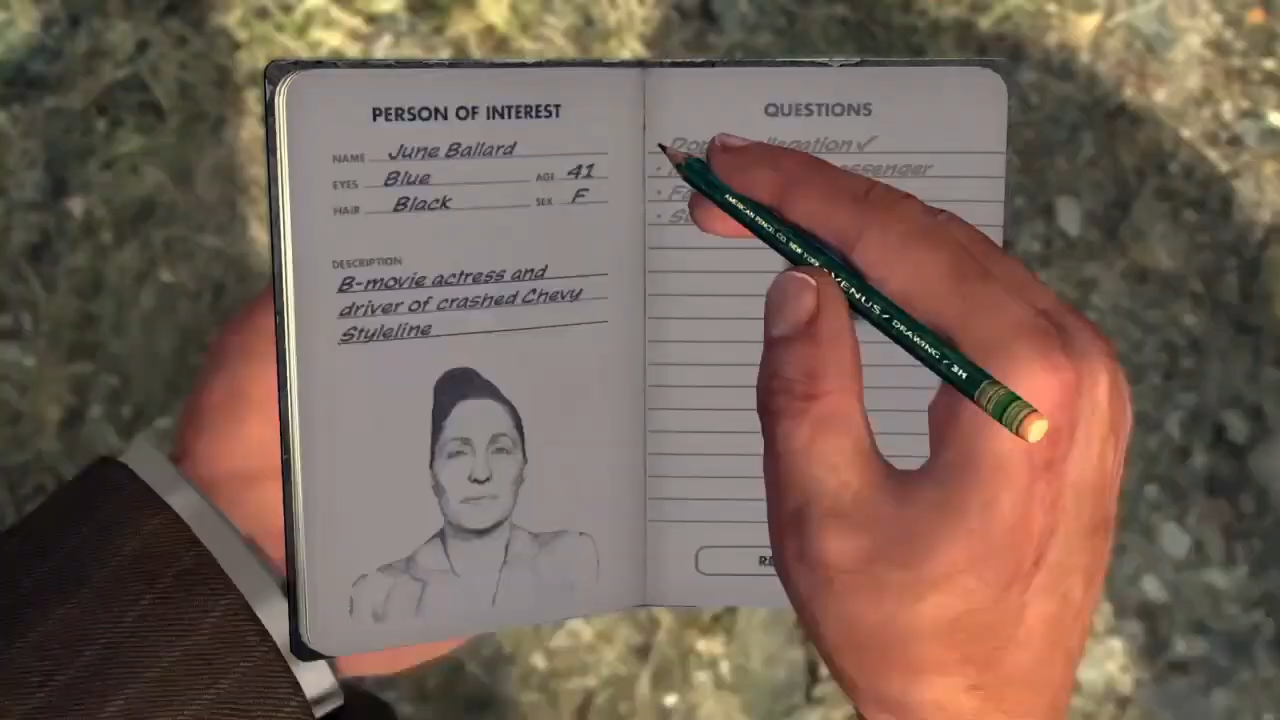 PERSON OF INTEREST
NAME June Ballard
EYES Blue AGE 41
HAIR Black SEX F
DESCRIPTION
B-movie actress and
driver of crashed Chevy
Styleline
QUESTIONS
✓
AMERICAN PENCIL CO. NEW YORK VENUS / DRAWING / 3H